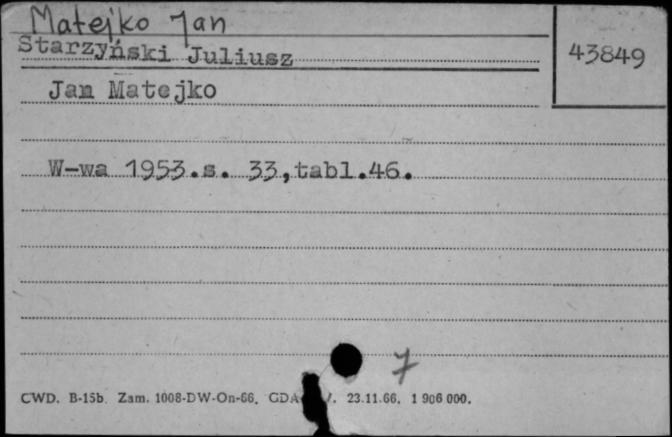 Matejko Jan
Starzyński Juliusz
43849
Jan Matejko
W-wa 1953.s. 33,tabl.46.
7
CWD. B-15b. Zam. 1008-DW-On-66. GDA 23.11.66. 1 906 000.